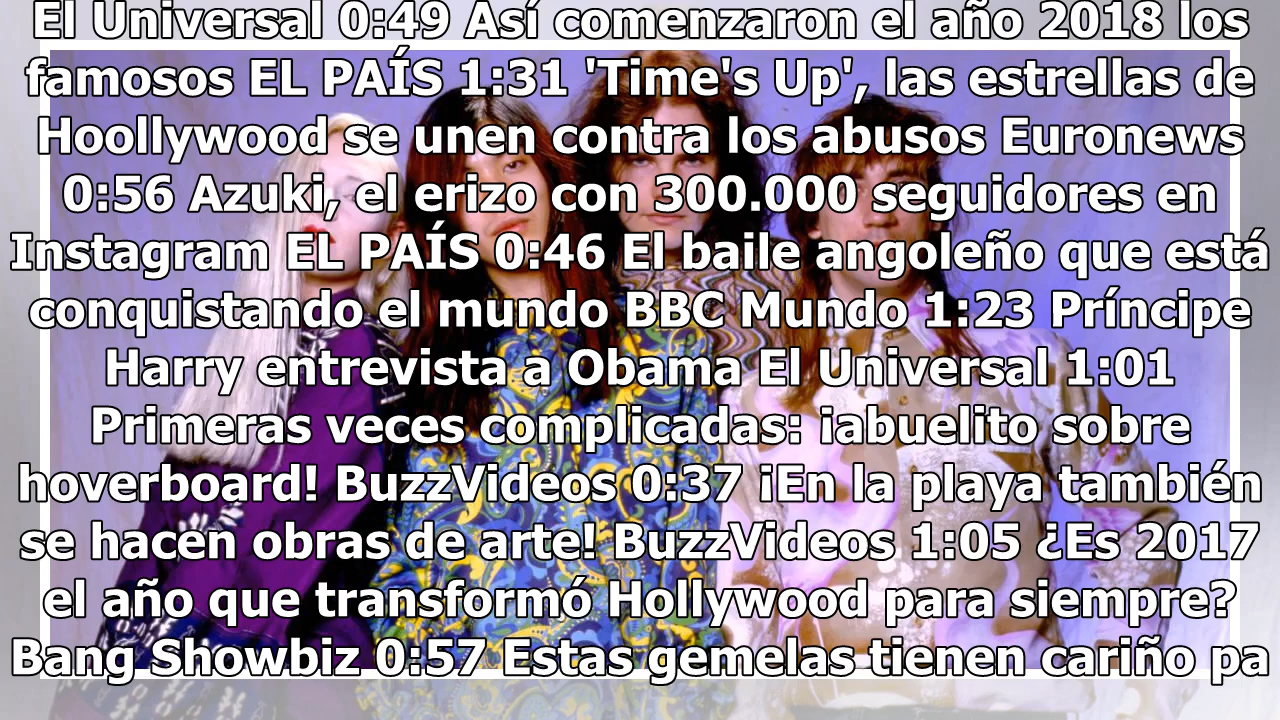 El Universal 0:49 Así comenzaron el año 2018 los
famosos EL PAÍS 1:31 'Time's Up', las estrellas de
Hoollywood se unen contra los abusos Euronews
0:56 Azuki, el erizo con 300.000 seguidores en
Instagram EL PAÍS 0:46 El baile angoleño que está
conquistando el mundo BBC Mundo 1:23 Príncipe
Harry entrevista a Obama El Universal 1:01
Primeras veces complicadas: ¡abuelito sobre
hoverboard! BuzzVideos 0:37 ¡En la playa también
se hacen obras de arte! BuzzVideos 1:05 ¿Es 2017
el año que transformó Hollywood para siempre?
Bang Showbiz 0:57 Estas gemelas tienen cariño pa